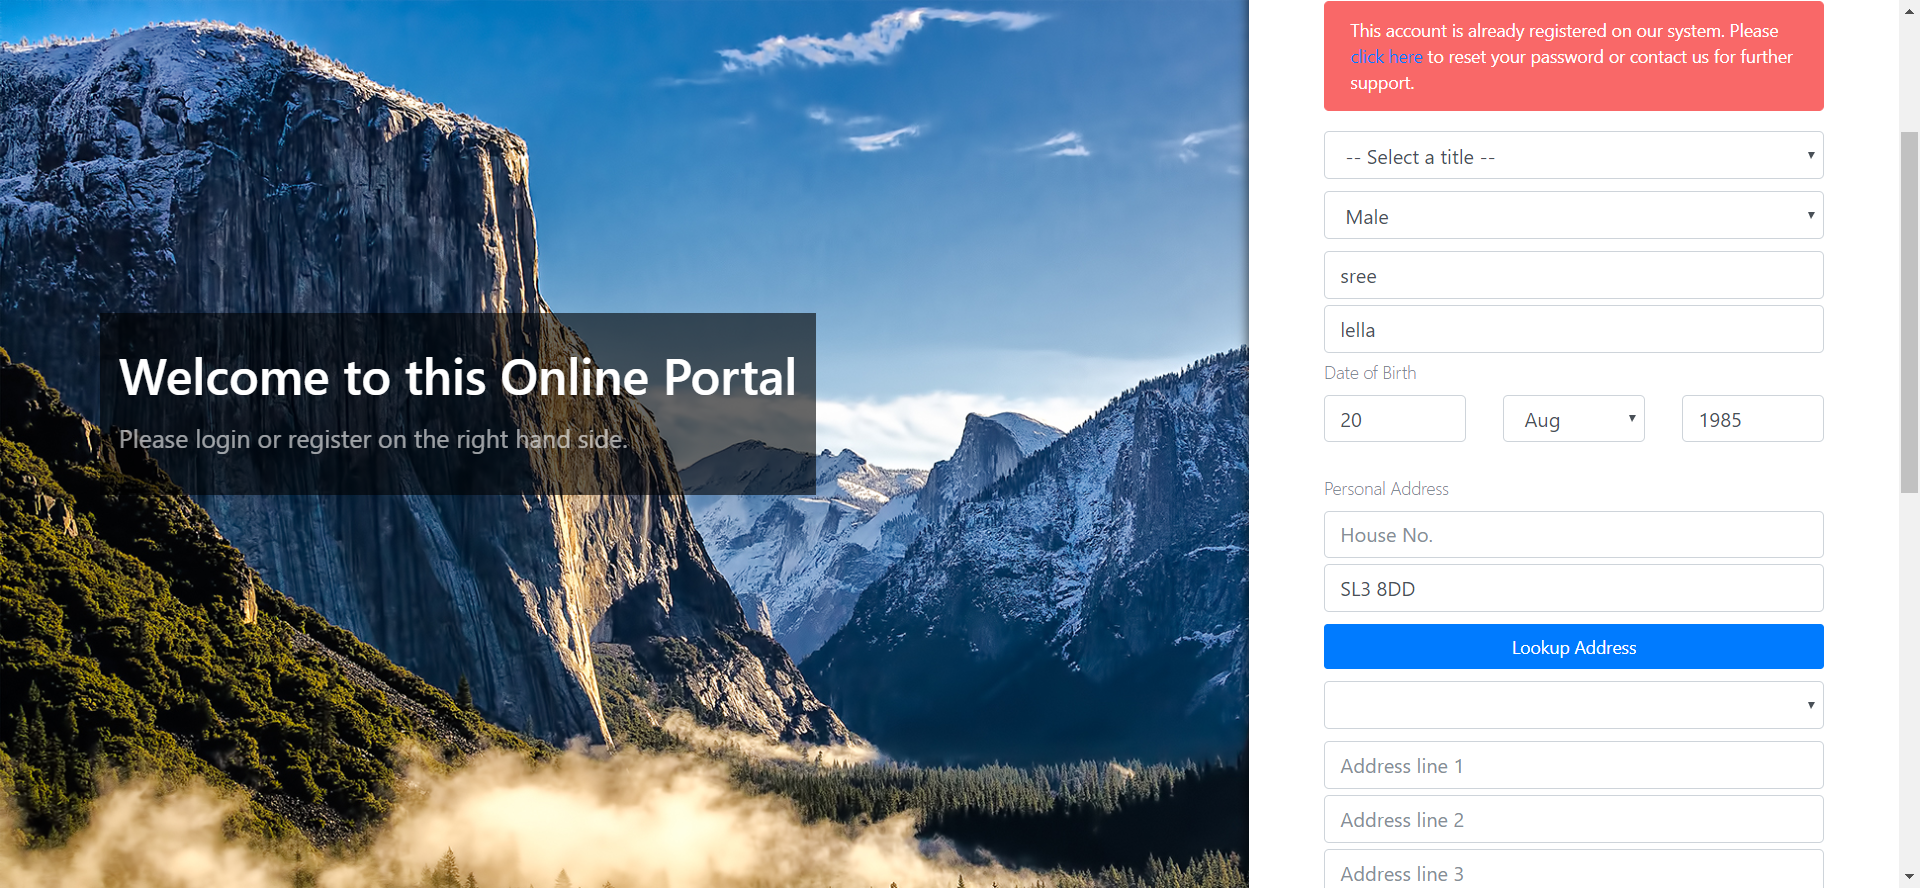 Welcome to this Online Portal
Please login or register on the right hand side.
This account is already registered on our system. Please
click here to reset your password or contact us for further
support.
-- Select a title --
Male
sree
lella
Date of Birth
20
Aug
1985
Personal Address
House No.
SL3 8DD
Lookup Address
Address line 1
Address line 2
Address line 3